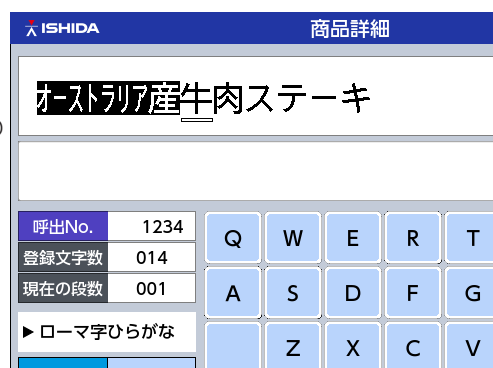 ISHIDA 商品詳細
オーストラリア産牛肉ステーキ
呼出No. 1234
登録文字数 014
現在の段数 001
▶ローマ字ひらがな
Q W E R T
A S D F G
Z X C V